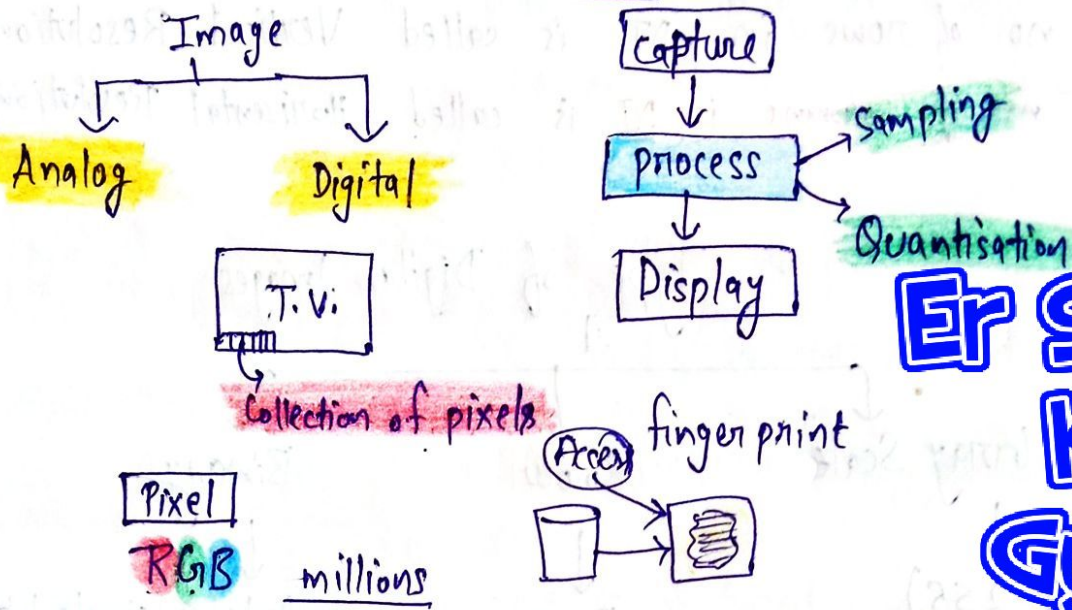 Image
Analog
Digital
T.V.
Collection of pixels
Pixel
RGB
millions
Capture
Process
Sampling
Quantisation
Display
finger print
Access
Er